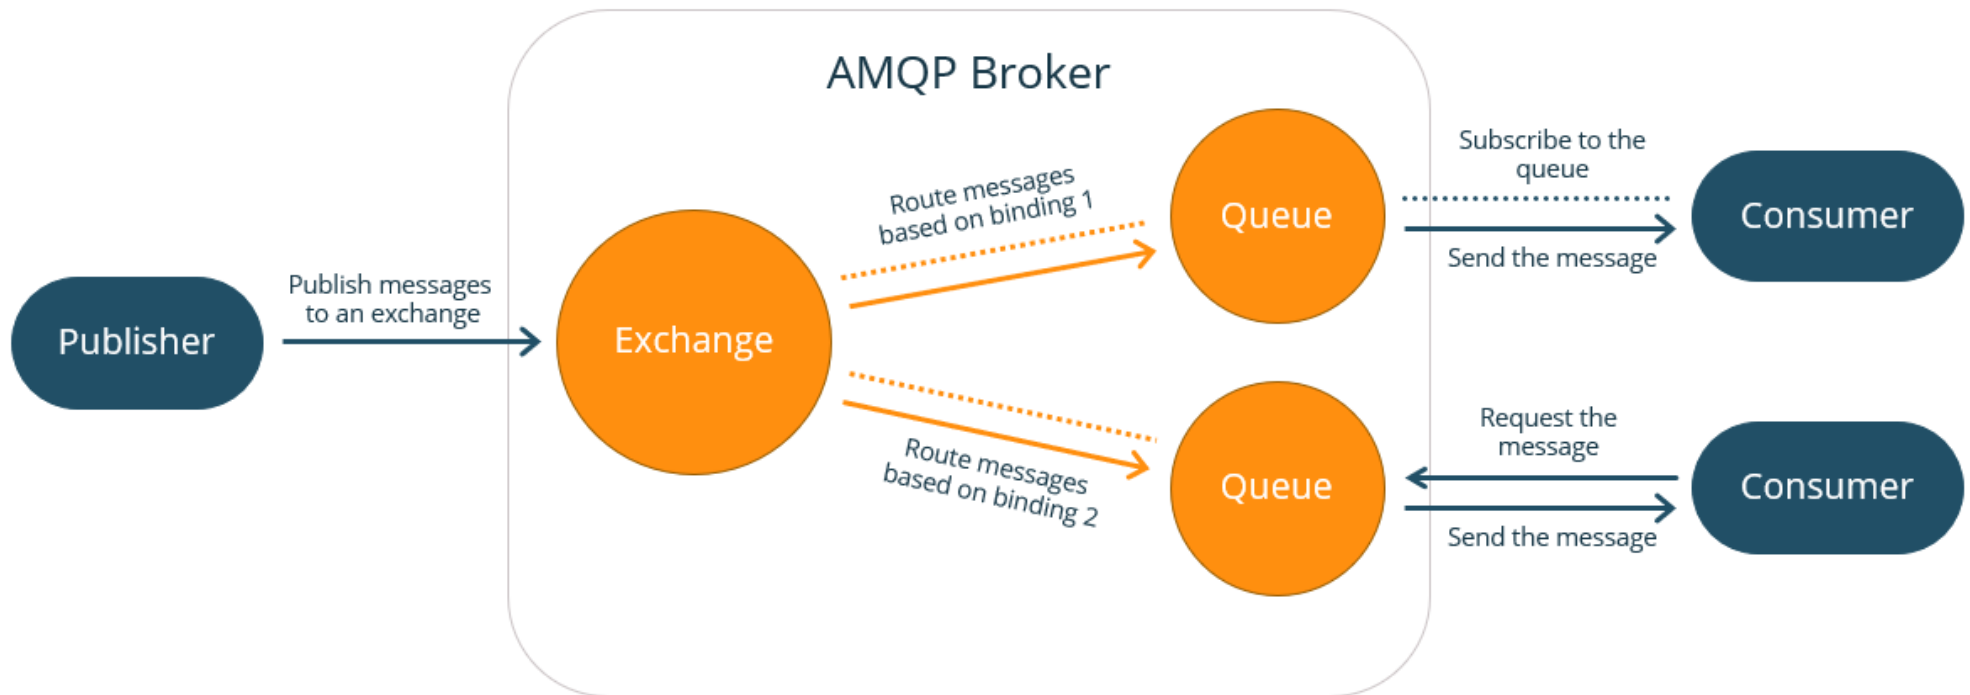 AMQP Broker
Publisher
Publish messages
to an exchange
Exchange
Route messages
based on binding 1
Route messages
based on binding 2
Queue
Subscribe to the
queue
Send the message
Consumer
Queue
Request the
message
Send the message
Consumer